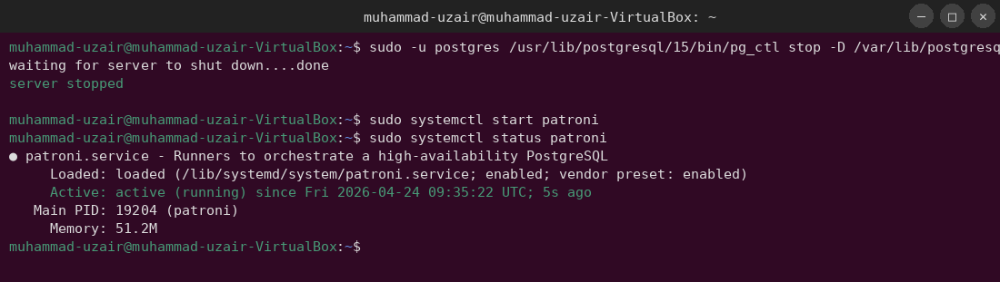 muhammad-uzair@muhammad-uzair-VirtualBox: ~
muhammad-uzair@muhammad-uzair-VirtualBox:~$ sudo -u postgres /usr/lib/postgresql/15/bin/pg_ctl stop -D /var/lib/postgresq
waiting for server to shut down....done
server stopped
muhammad-uzair@muhammad-uzair-VirtualBox:~$ sudo systemctl start patroni
muhammad-uzair@muhammad-uzair-VirtualBox:~$ sudo systemctl status patroni
● patroni.service - Runners to orchestrate a high-availability PostgreSQL
     Loaded: loaded (/lib/systemd/system/patroni.service; enabled; vendor preset: enabled)
     Active: active (running) since Fri 2026-04-24 09:35:22 UTC; 5s ago
   Main PID: 19204 (patroni)
     Memory: 51.2M
muhammad-uzair@muhammad-uzair-VirtualBox:~$